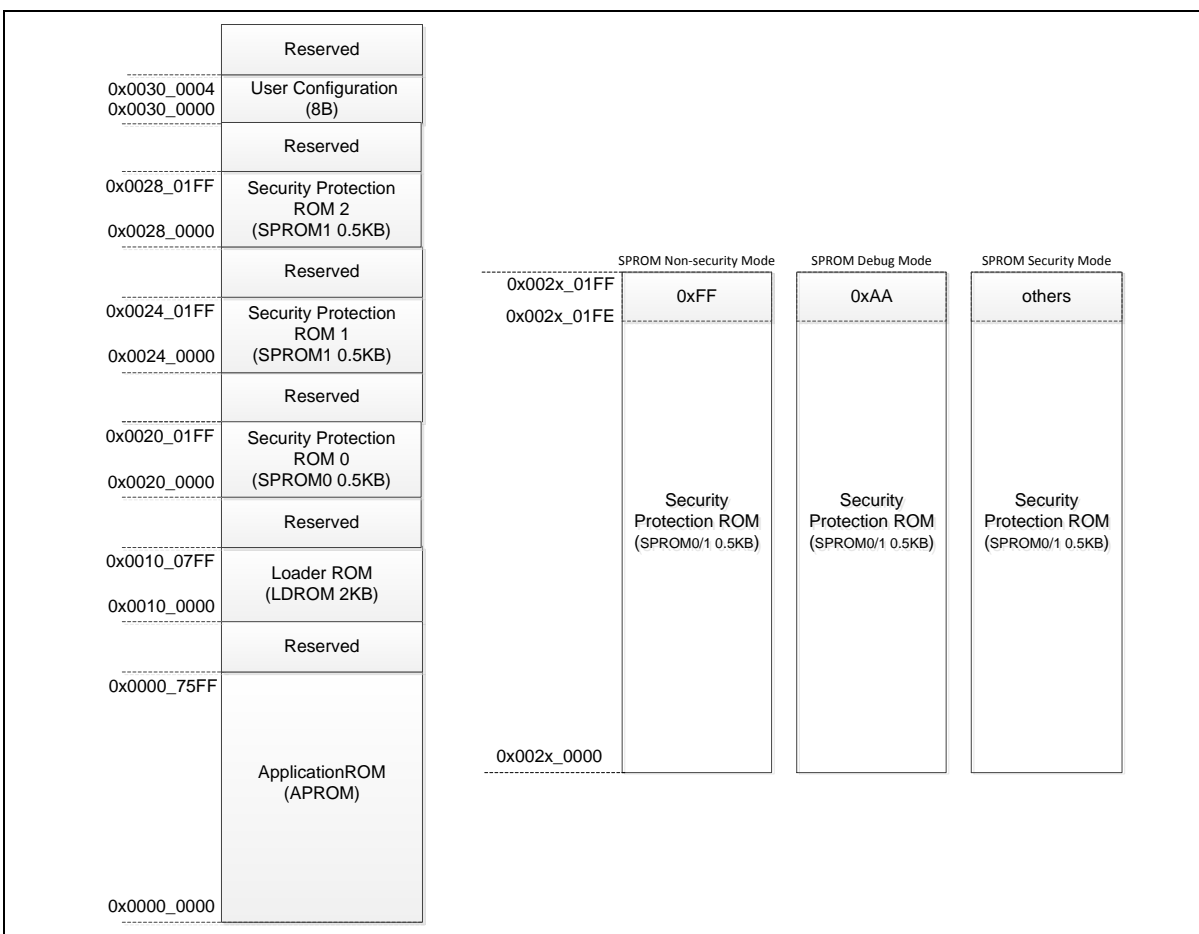 Reserved
0x0030_0004
0x0030_0000
User Configuration
(8B)
Reserved
0x0028_01FF
0x0028_0000
Security Protection
ROM 2
(SPROM1 0.5KB)
Reserved
0x0024_01FF
0x0024_0000
Security Protection
ROM 1
(SPROM1 0.5KB)
Reserved
0x0020_01FF
0x0020_0000
Security Protection
ROM 0
(SPROM0 0.5KB)
Reserved
0x0010_07FF
0x0010_0000
Loader ROM
(LDROM 2KB)
Reserved
0x0000_75FF
ApplicationROM
(APROM)
0x0000_0000
SPROM Non-security Mode
SPROM Debug Mode
SPROM Security Mode
0x002x_01FF
0x002x_01FE
0xFF
0xAA
others
Security
Protection ROM
(SPROM0/1 0.5KB)
Security
Protection ROM
(SPROM0/1 0.5KB)
Security
Protection ROM
(SPROM0/1 0.5KB)
0x002x_0000